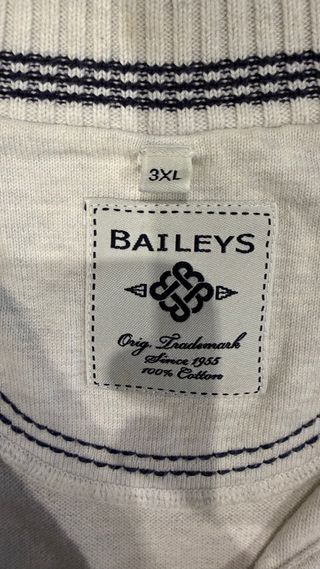 3XL
BAILEYS
Orig. Trademark
Since 1955
100% Cotton